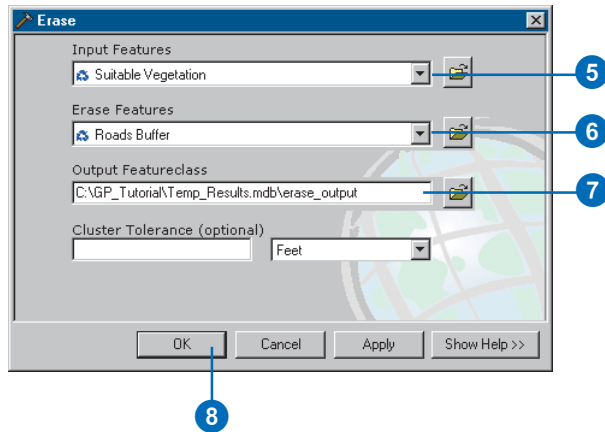 Erase
Input Features
Suitable Vegetation
5
Erase Features
Roads Buffer
6
Output Featureclass
C:\GP_Tutorial\Temp_Results.mdb\erase_output
7
Cluster Tolerance (optional)
Feet
OK
Cancel
Apply
Show Help >>
8